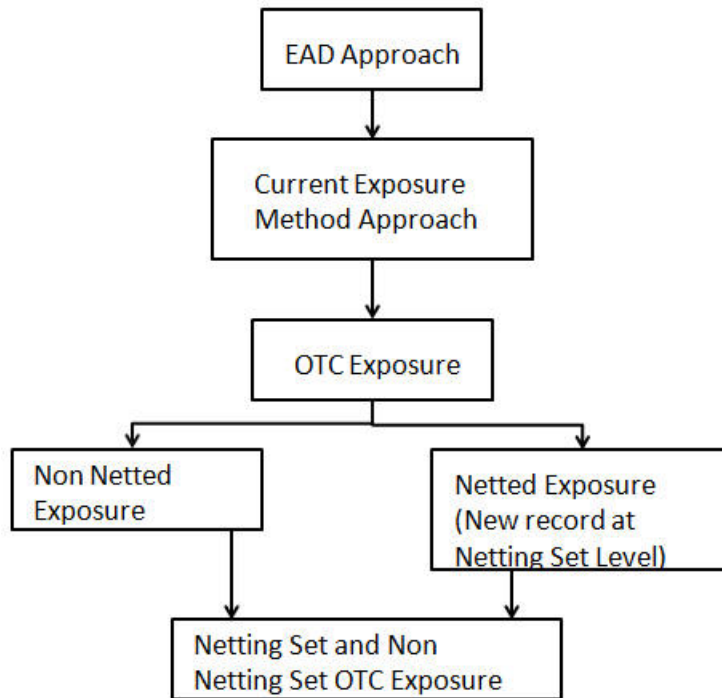 EAD Approach
Current Exposure
Method Approach
OTC Exposure
Non Netted
Exposure
Netted Exposure
(New record at
Netting Set Level)
Netting Set and Non
Netting Set OTC Exposure